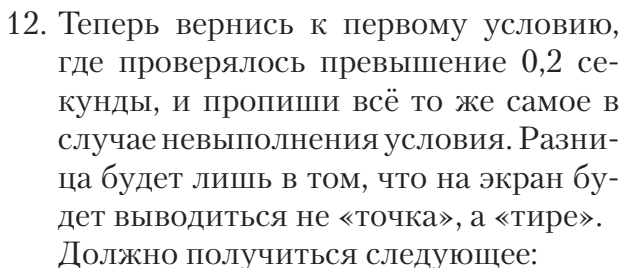 12. Теперь вернись к первому условию,
где проверялось превышение 0,2 се-
кунды, и пропиши всё то же самое в
случае невыполнения условия. Разни-
ца будет лишь в том, что на экран бу-
дет выводиться не «точка», а «тире».
Должно получиться следующее: